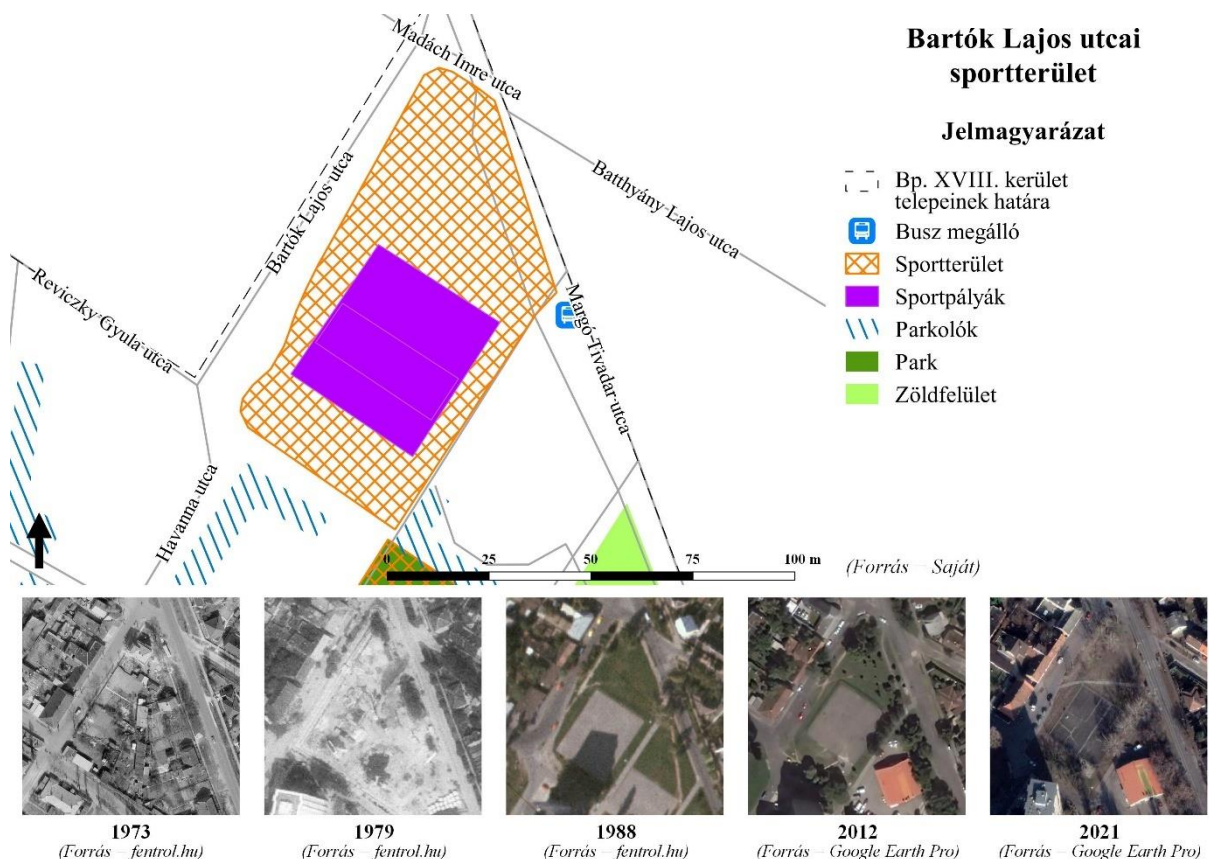 Bartók Lajos utcai
sportterület
Jelmagyarázat
Bp. XVIII. kerület
telepeinek határa
Busz megálló
Sportterület
Sportpályák
Parkolók
Park
Zöldfelület
Madách Imre utca
Batthyány Lajos utca
Bartók Lajos utca
Reviczky Gyula utca
Margó Tivadar utca
Havanna utca
0 25 50 75 100 m
(Forrás – Saját)
1973
(Forrás – fentrol.hu)
1979
(Forrás – fentrol.hu)
1988
(Forrás – fentrol.hu)
2012
(Forrás – Google Earth Pro)
2021
(Forrás – Google Earth Pro)